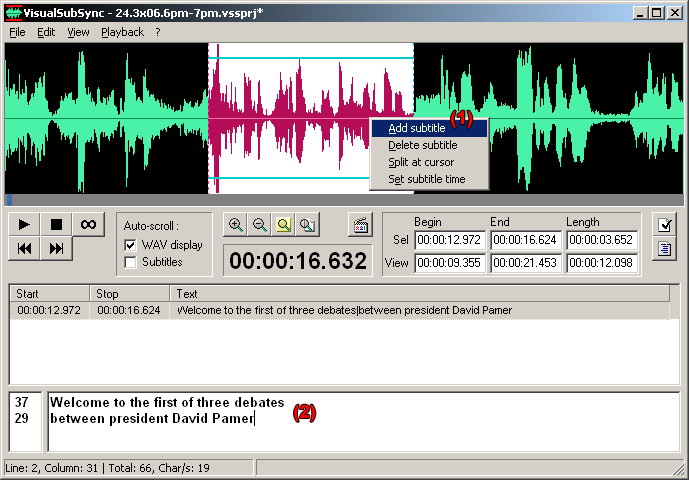 VisualSubSync - 24.3x06.6pm-7pm.vssprj*
File Edit View Playback ?
(1)
Add subtitle
Delete subtitle
Split at cursor
Set subtitle time
Auto-scroll :
WAV display
Subtitles
00:00:16.632
Begin End Length
Sel 00:00:12.972 00:00:16.624 00:00:03.652
View 00:00:09.355 00:00:21.453 00:00:12.098
Start Stop Text
00:00:12.972 00:00:16.624 Welcome to the first of three debates|between president David Pamer
37 Welcome to the first of three debates
29 between president David Pamer
(2)
Line: 2, Column: 31 | Total: 66, Char/s: 19